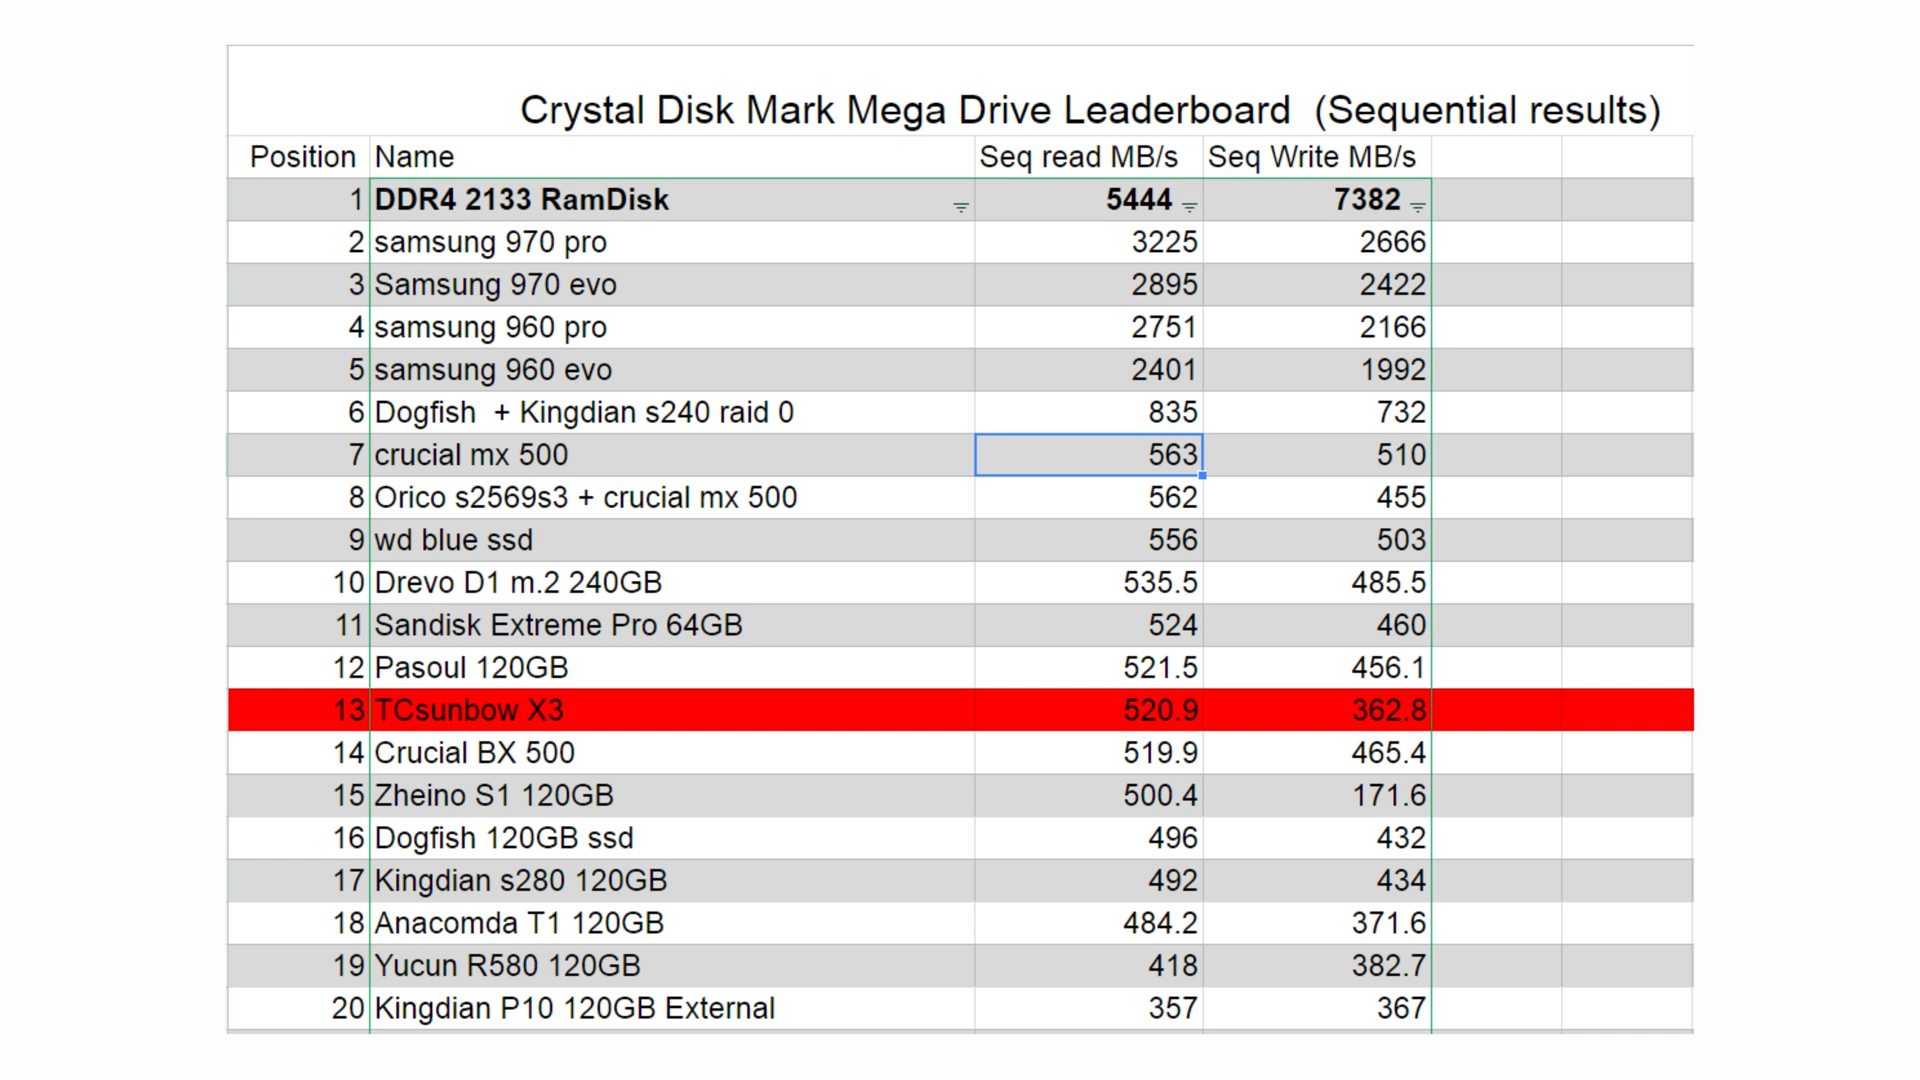 Crystal Disk Mark Mega Drive Leaderboard  (Sequential results)
Position Name Seq read MB/s Seq Write MB/s
1 DDR4 2133 RamDisk 5444 7382
2 samsung 970 pro 3225 2666
3 Samsung 970 evo 2895 2422
4 samsung 960 pro 2751 2166
5 samsung 960 evo 2401 1992
6 Dogfish  + Kingdian s240 raid 0 835 732
7 crucial mx 500 563 510
8 Orico s2569s3 + crucial mx 500 562 455
9 wd blue ssd 556 503
10 Drevo D1 m.2 240GB 535.5 485.5
11 Sandisk Extreme Pro 64GB 524 460
12 Pasoul 120GB 521.5 456.1
13 TCsunbow X3 520.9 362.8
14 Crucial BX 500 519.9 465.4
15 Zheino S1 120GB 500.4 171.6
16 Dogfish 120GB ssd 496 432
17 Kingdian s280 120GB 492 434
18 Anacomda T1 120GB 484.2 371.6
19 Yucun R580 120GB 418 382.7
20 Kingdian P10 120GB External 357 367